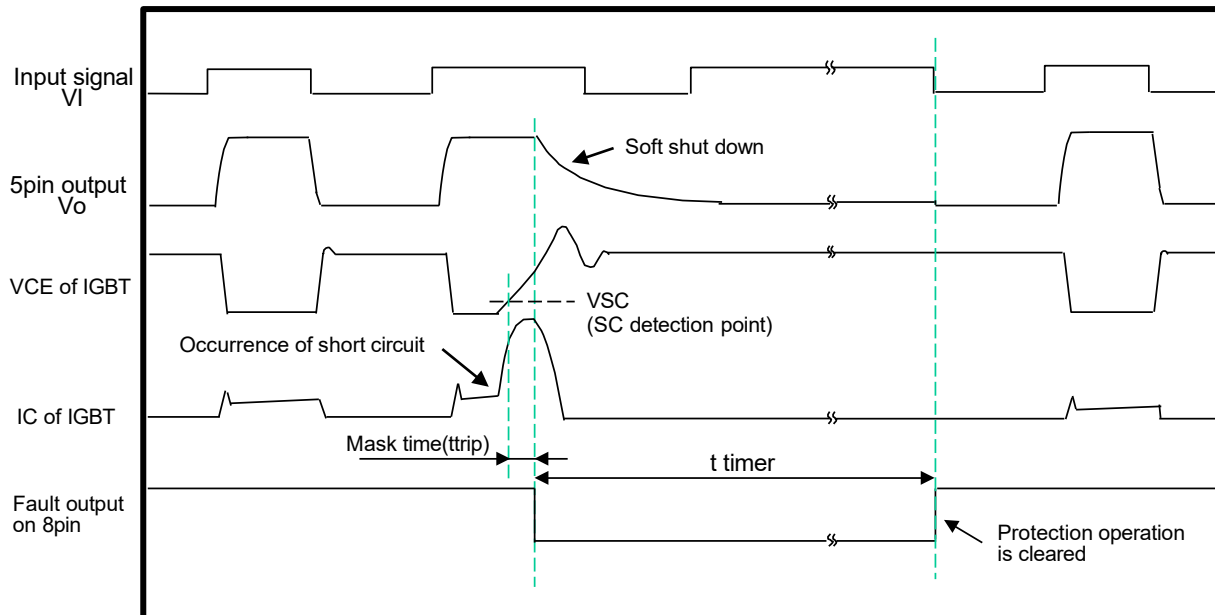 Input signal
VI
Soft shut down
5pin output
Vo
VCE of IGBT
VSC
(SC detection point)
Occurrence of short circuit
IC of IGBT
Mask time(ttrip)
t timer
Fault output
on 8pin
Protection operation
is cleared